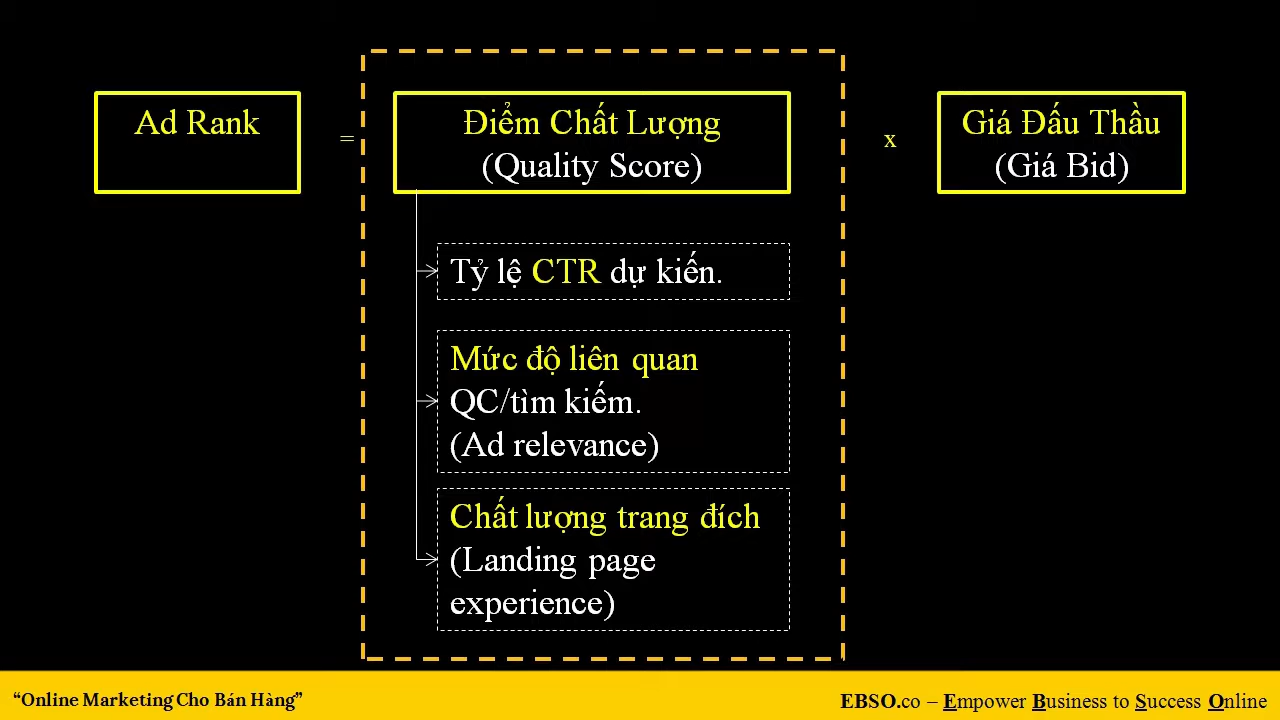 Ad Rank
=
Điểm Chất Lượng
(Quality Score)
x
Giá Đấu Thầu
(Giá Bid)
Tỷ lệ CTR dự kiến.
Mức độ liên quan
QC/tìm kiếm.
(Ad relevance)
Chất lượng trang đích
(Landing page
experience)
“Online Marketing Cho Bán Hàng”
EBSO.co – Empower Business to Success Online